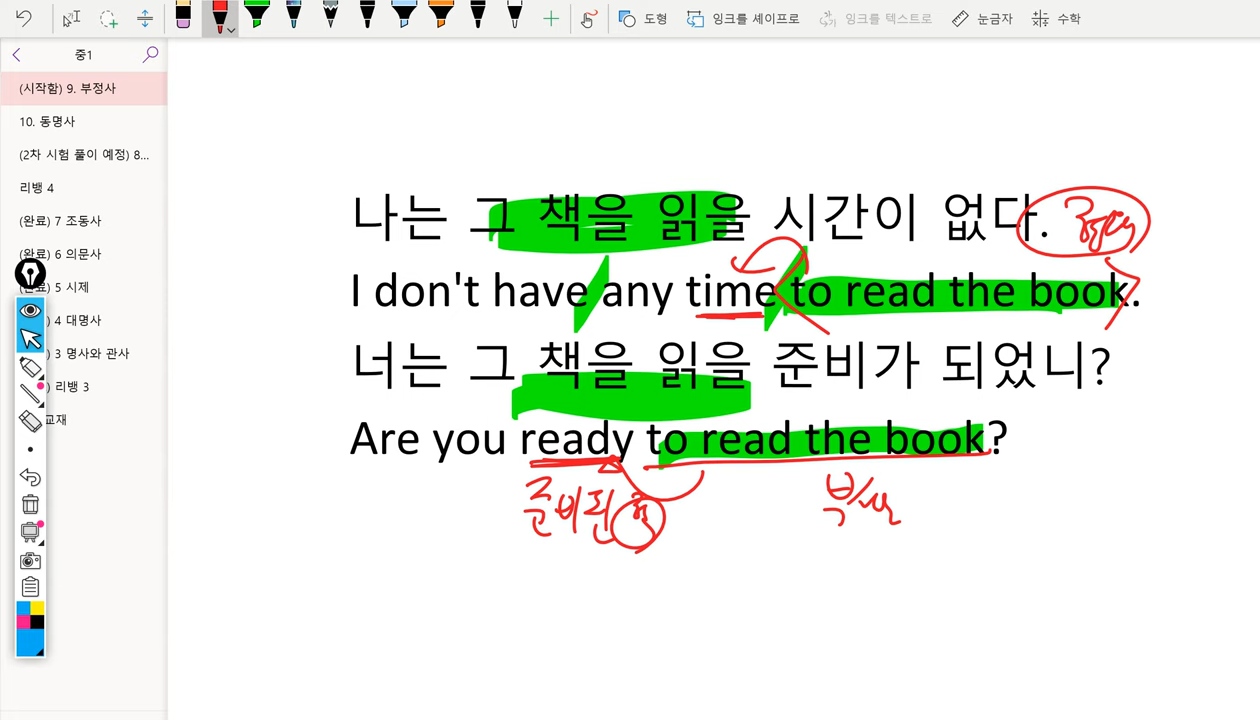 도형
잉크를 셰이프로
잉크를 텍스트로
눈금자
수학
중1
(시작함) 9. 부정사
10. 동명사
(2차 시험 풀이 예정) 8...
리뱅 4
(완료) 7 조동사
(완료) 6 의문사
5 시제
) 4 대명사
) 3 명사와 관사
) 리뱅 3
교재
나는 그 책을 읽을 시간이 없다.
I don't have any time to read the book.
너는 그 책을 읽을 준비가 되었니?
Are you ready to read the book?
준비된 형
부/사